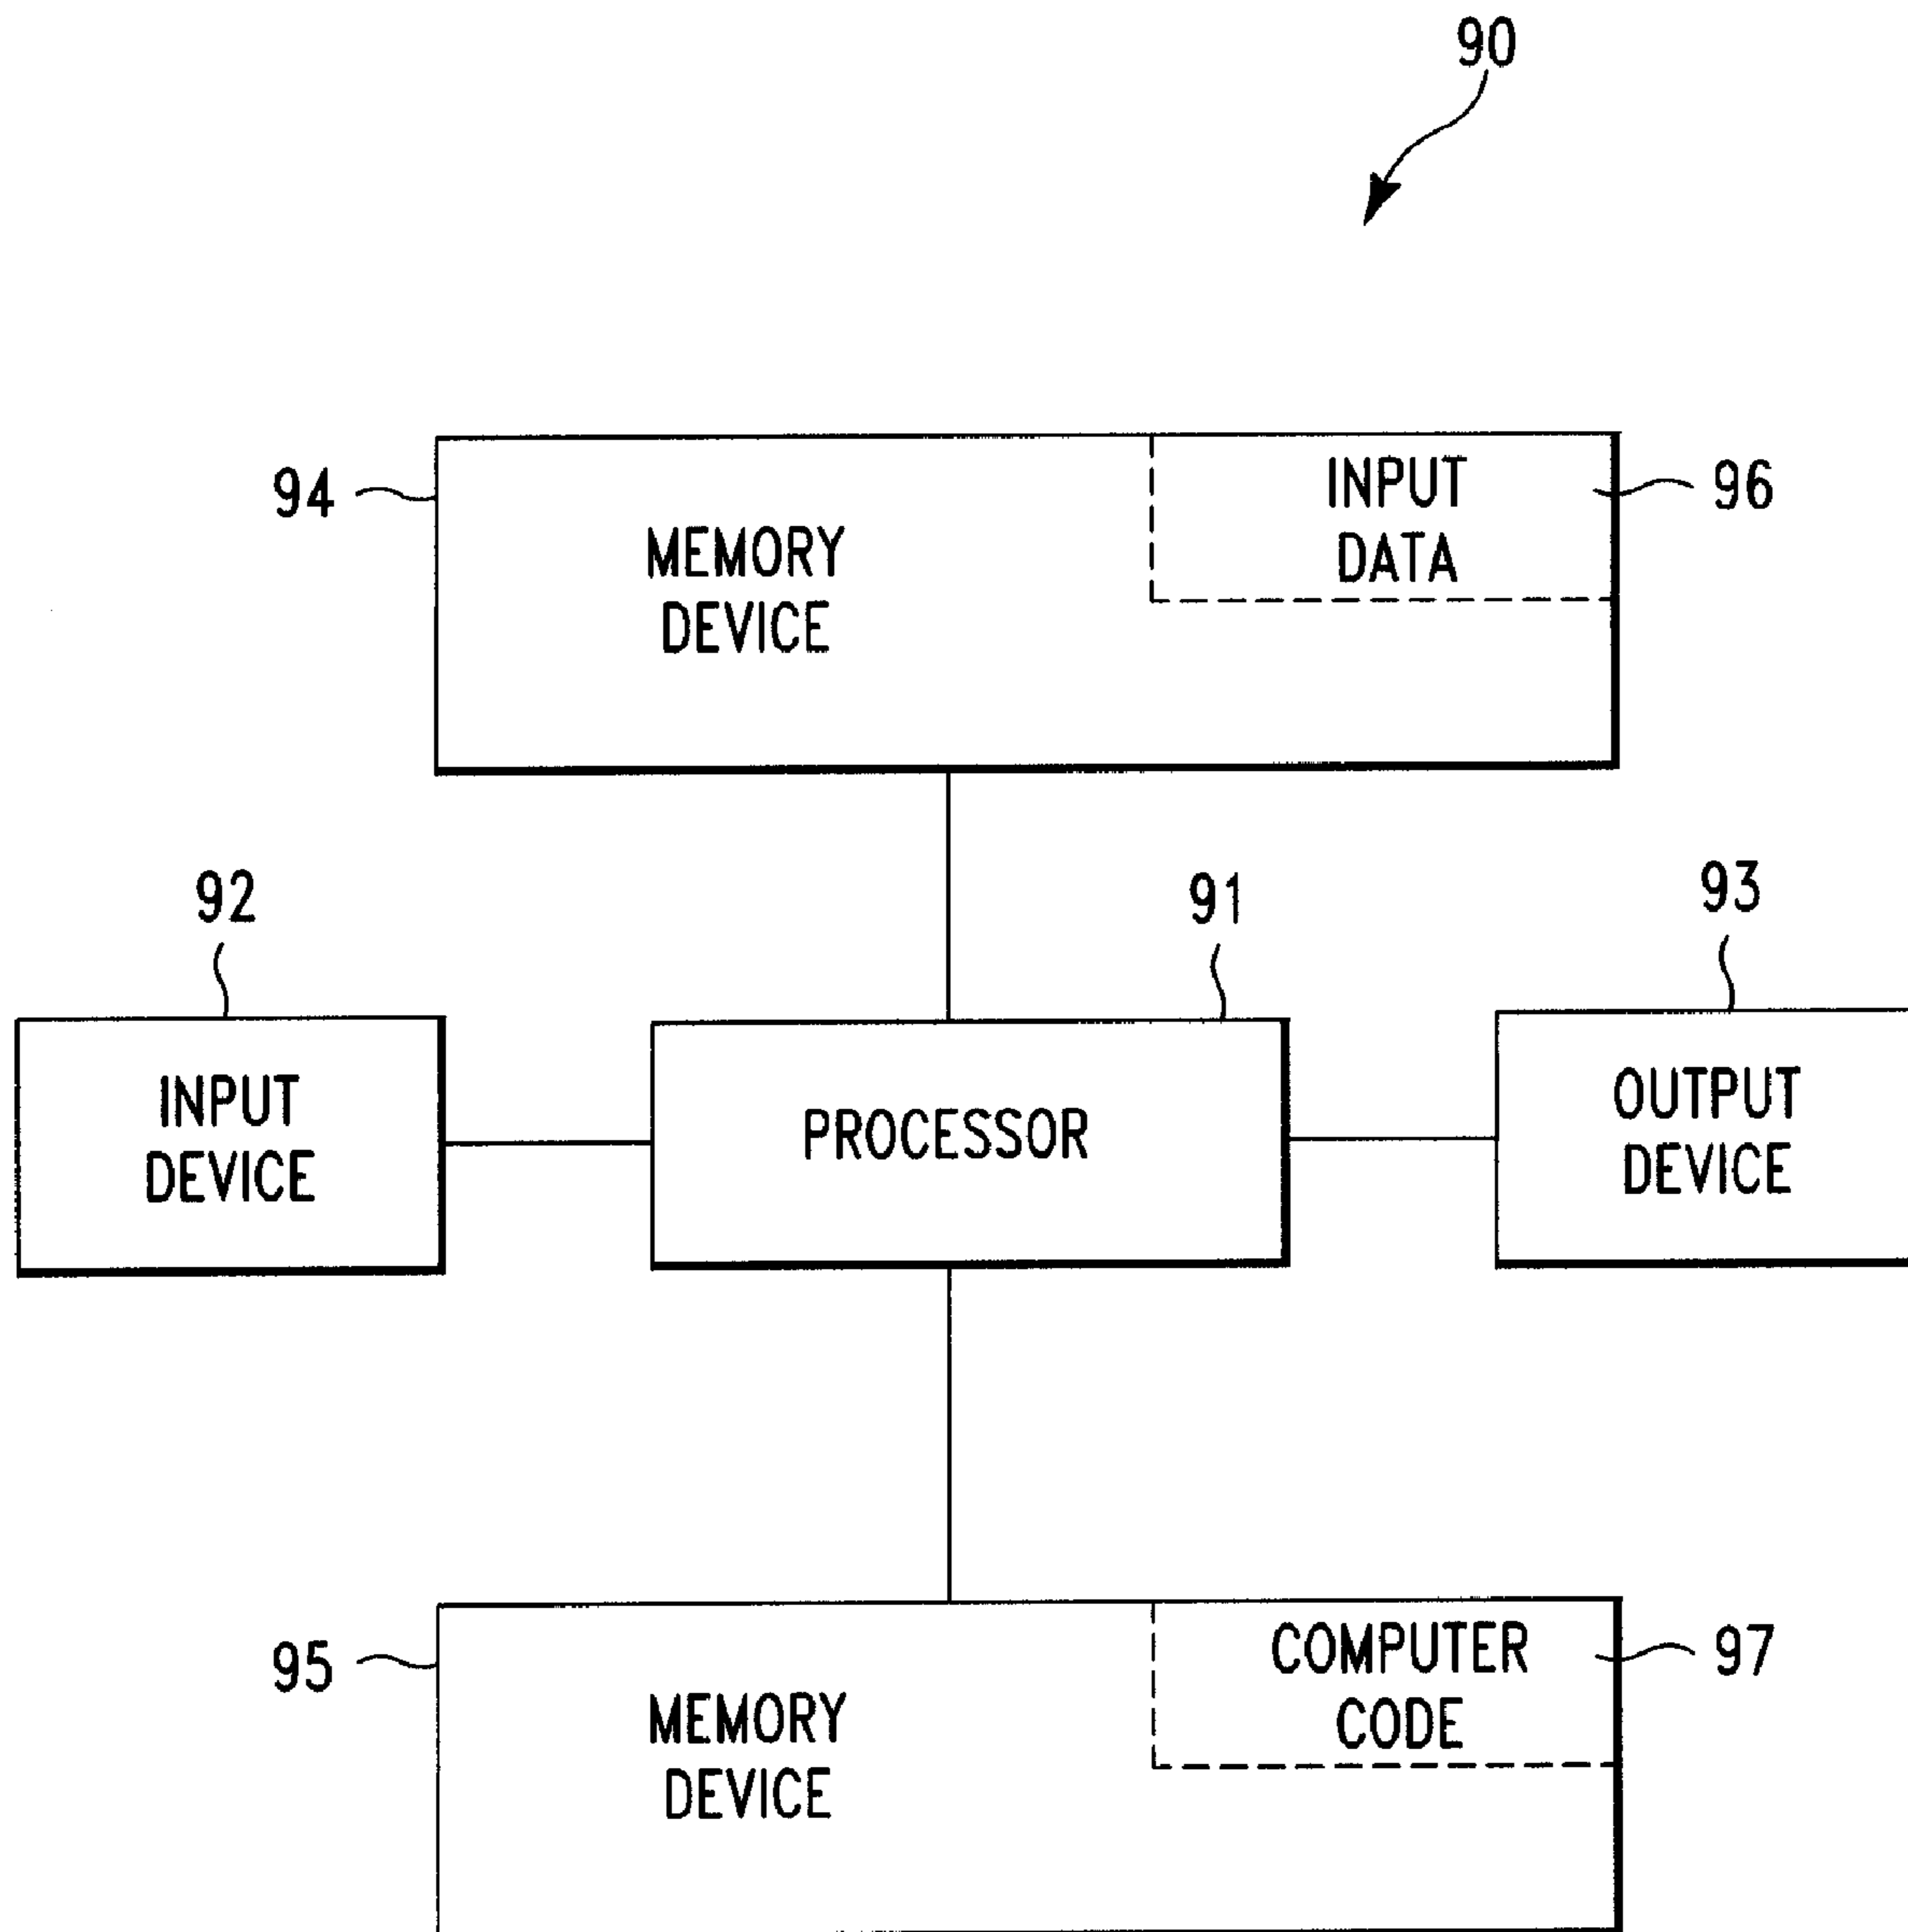 90
94
MEMORY
DEVICE
INPUT
DATA
96
92
91
93
INPUT
DEVICE
PROCESSOR
OUTPUT
DEVICE
95
MEMORY
DEVICE
COMPUTER
CODE
97